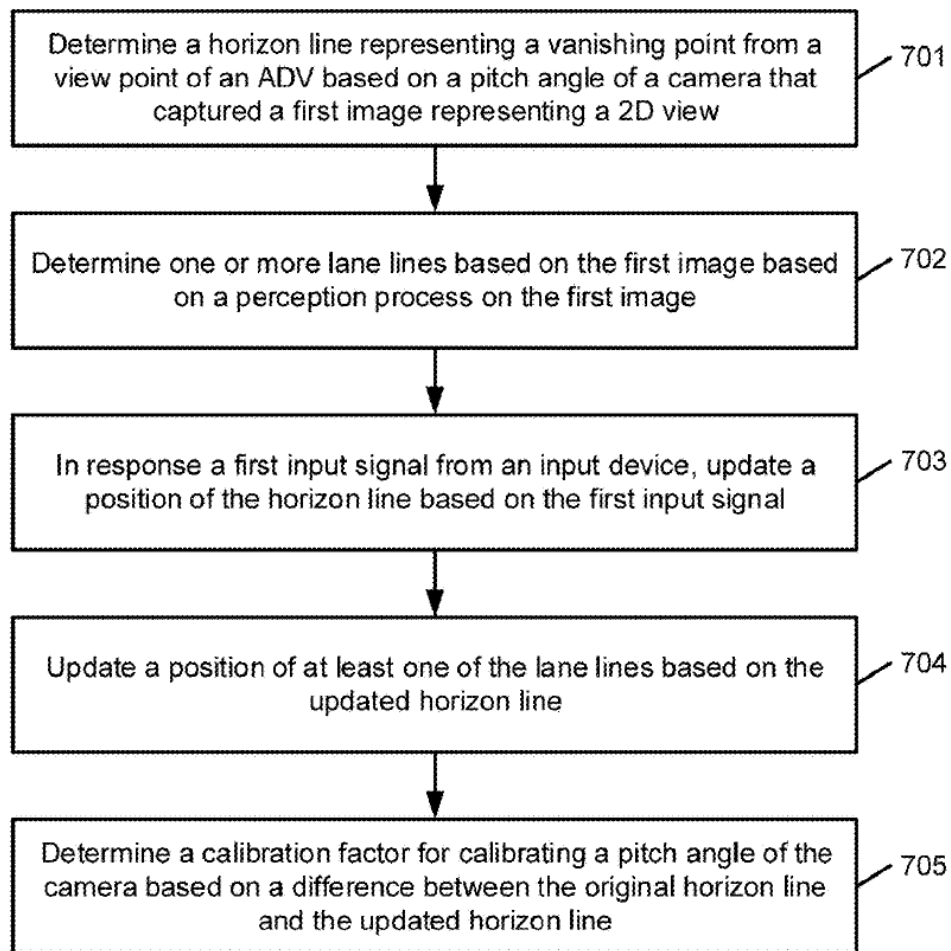 Determine a horizon line representing a vanishing point from a
view point of an ADV based on a pitch angle of a camera that
captured a first image representing a 2D view
701
Determine one or more lane lines based on the first image based
on a perception process on the first image
702
In response a first input signal from an input device, update a
position of the horizon line based on the first input signal
703
Update a position of at least one of the lane lines based on the
updated horizon line
704
Determine a calibration factor for calibrating a pitch angle of the
camera based on a difference between the original horizon line
and the updated horizon line
705